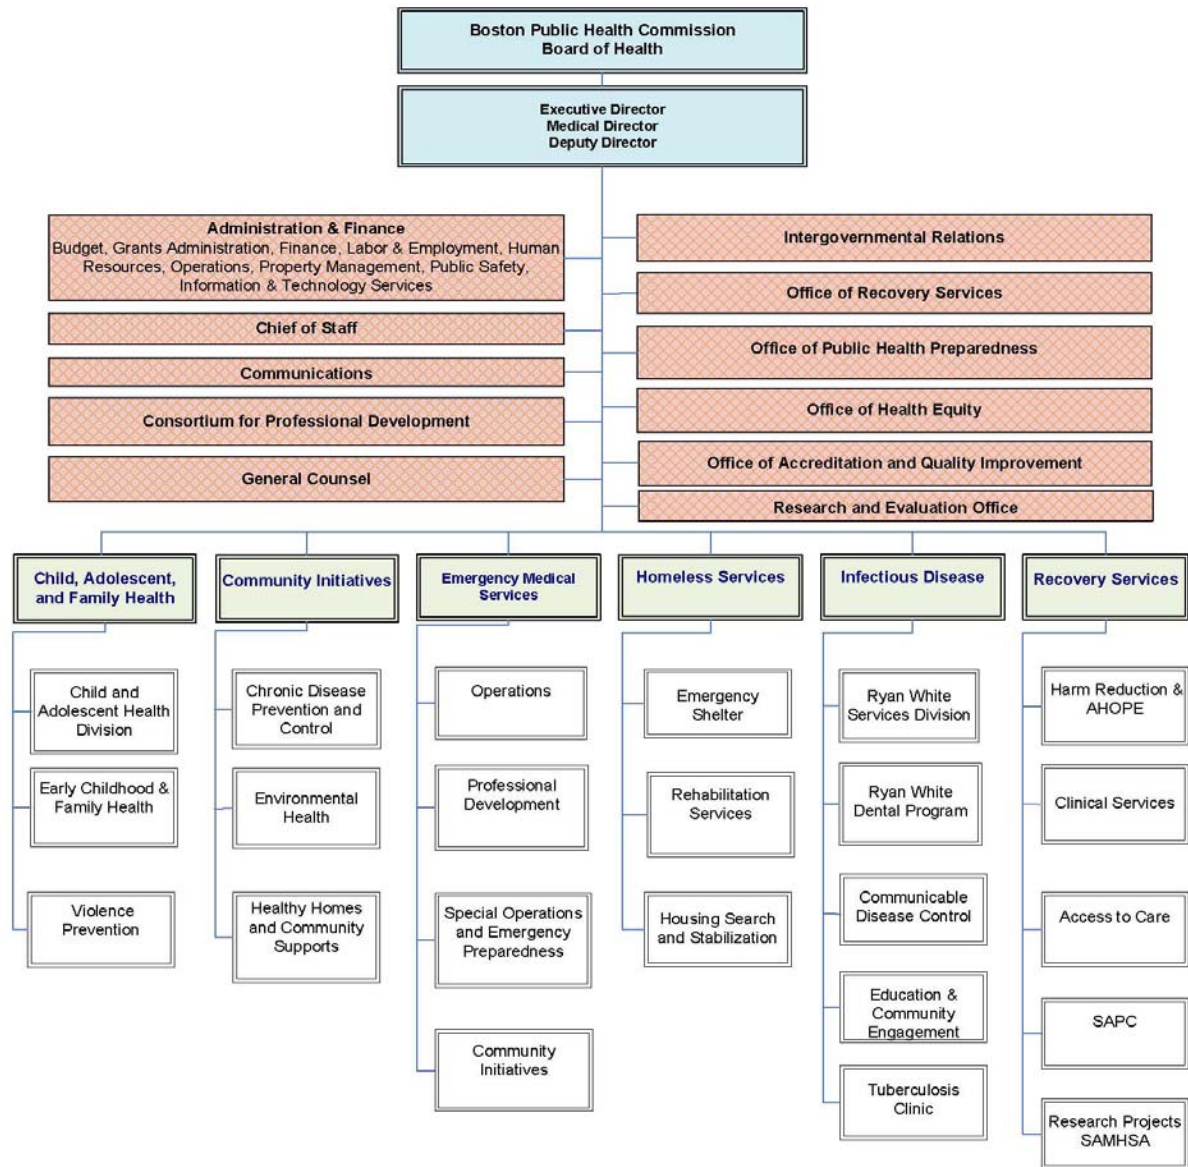 Boston Public Health Commission
Board of Health
Executive Director
Medical Director
Deputy Director
Administration & Finance
Budget, Grants Administration, Finance, Labor & Employment, Human
Resources, Operations, Property Management, Public Safety,
Information & Technology Services
Chief of Staff
Communications
Consortium for Professional Development
General Counsel
Intergovernmental Relations
Office of Recovery Services
Office of Public Health Preparedness
Office of Health Equity
Office of Accreditation and Quality Improvement
Research and Evaluation Office
Child, Adolescent,
and Family Health
Child and
Adolescent Health
Division
Early Childhood &
Family Health
Violence
Prevention
Community Initiatives
Chronic Disease
Prevention and
Control
Environmental
Health
Healthy Homes
and Community
Supports
Emergency Medical
Services
Operations
Professional
Development
Special Operations
and Emergency
Preparedness
Community
Initiatives
Homeless Services
Emergency
Shelter
Rehabilitation
Services
Housing Search
and Stabilization
Infectious Disease
Ryan White
Services Division
Ryan White
Dental Program
Communicable
Disease Control
Education &
Community
Engagement
Tuberculosis
Clinic
Recovery Services
Harm Reduction &
AHOPE
Clinical Services
Access to Care
SAPC
Research Projects
SAMHSA